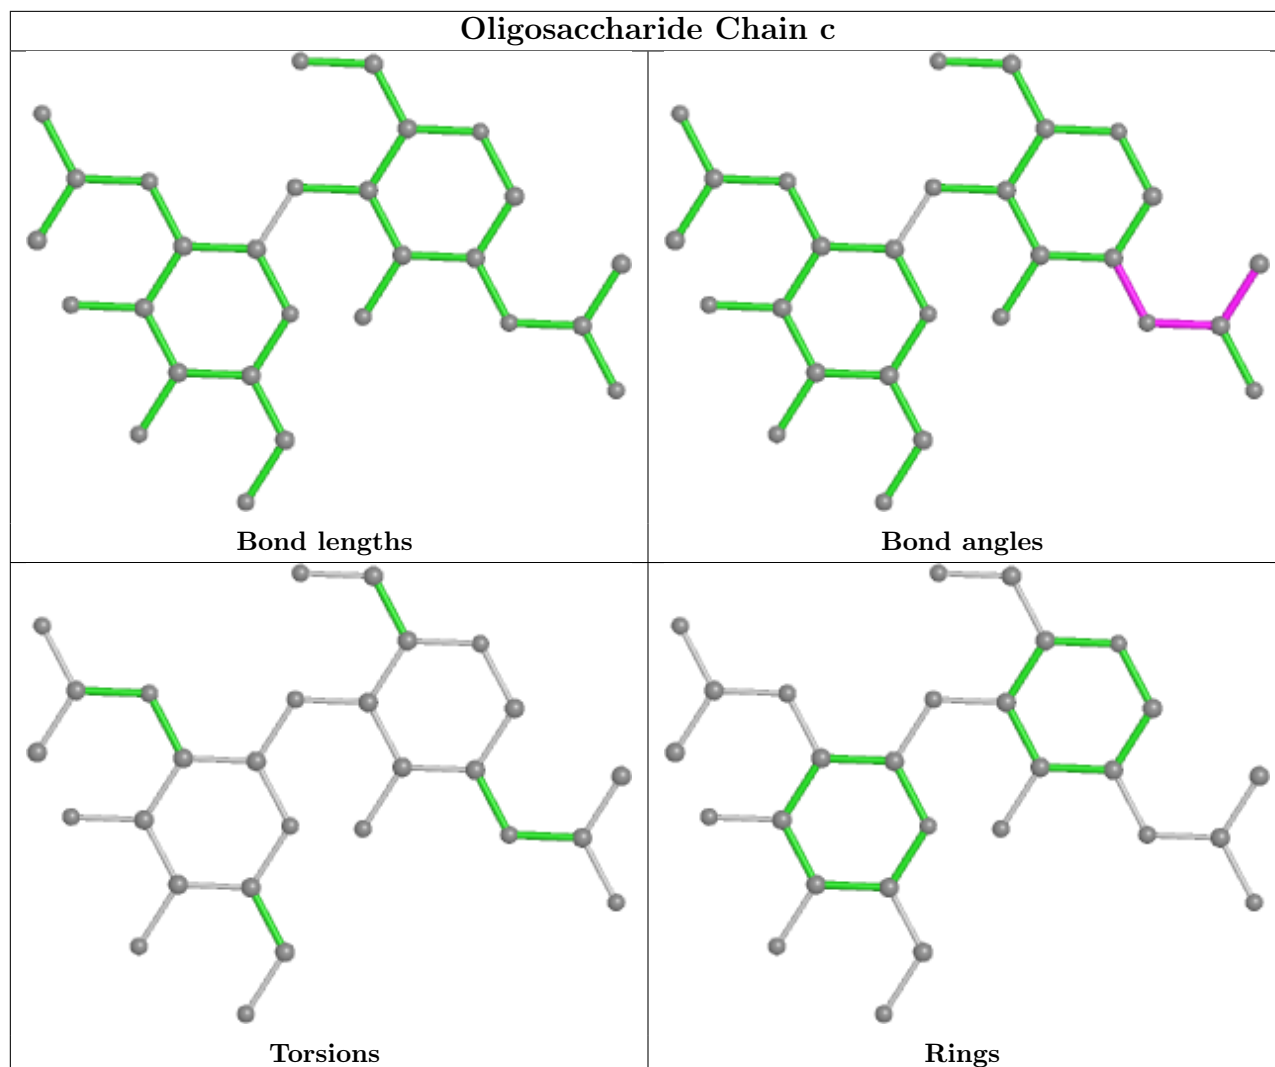 Oligosaccharide Chain c
Bond lengths
Bond angles
Torsions
Rings